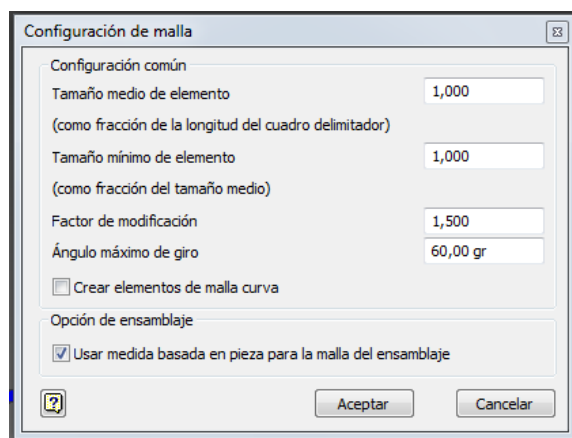 Configuración de malla
Configuración común
Tamaño medio de elemento 1,000
(como fracción de la longitud del cuadro delimitador)
Tamaño mínimo de elemento 1,000
(como fracción del tamaño medio)
Factor de modificación 1,500
Ángulo máximo de giro 60,00 gr
Crear elementos de malla curva
Opción de ensamblaje
Usar medida basada en pieza para la malla del ensamblaje
? Aceptar Cancelar